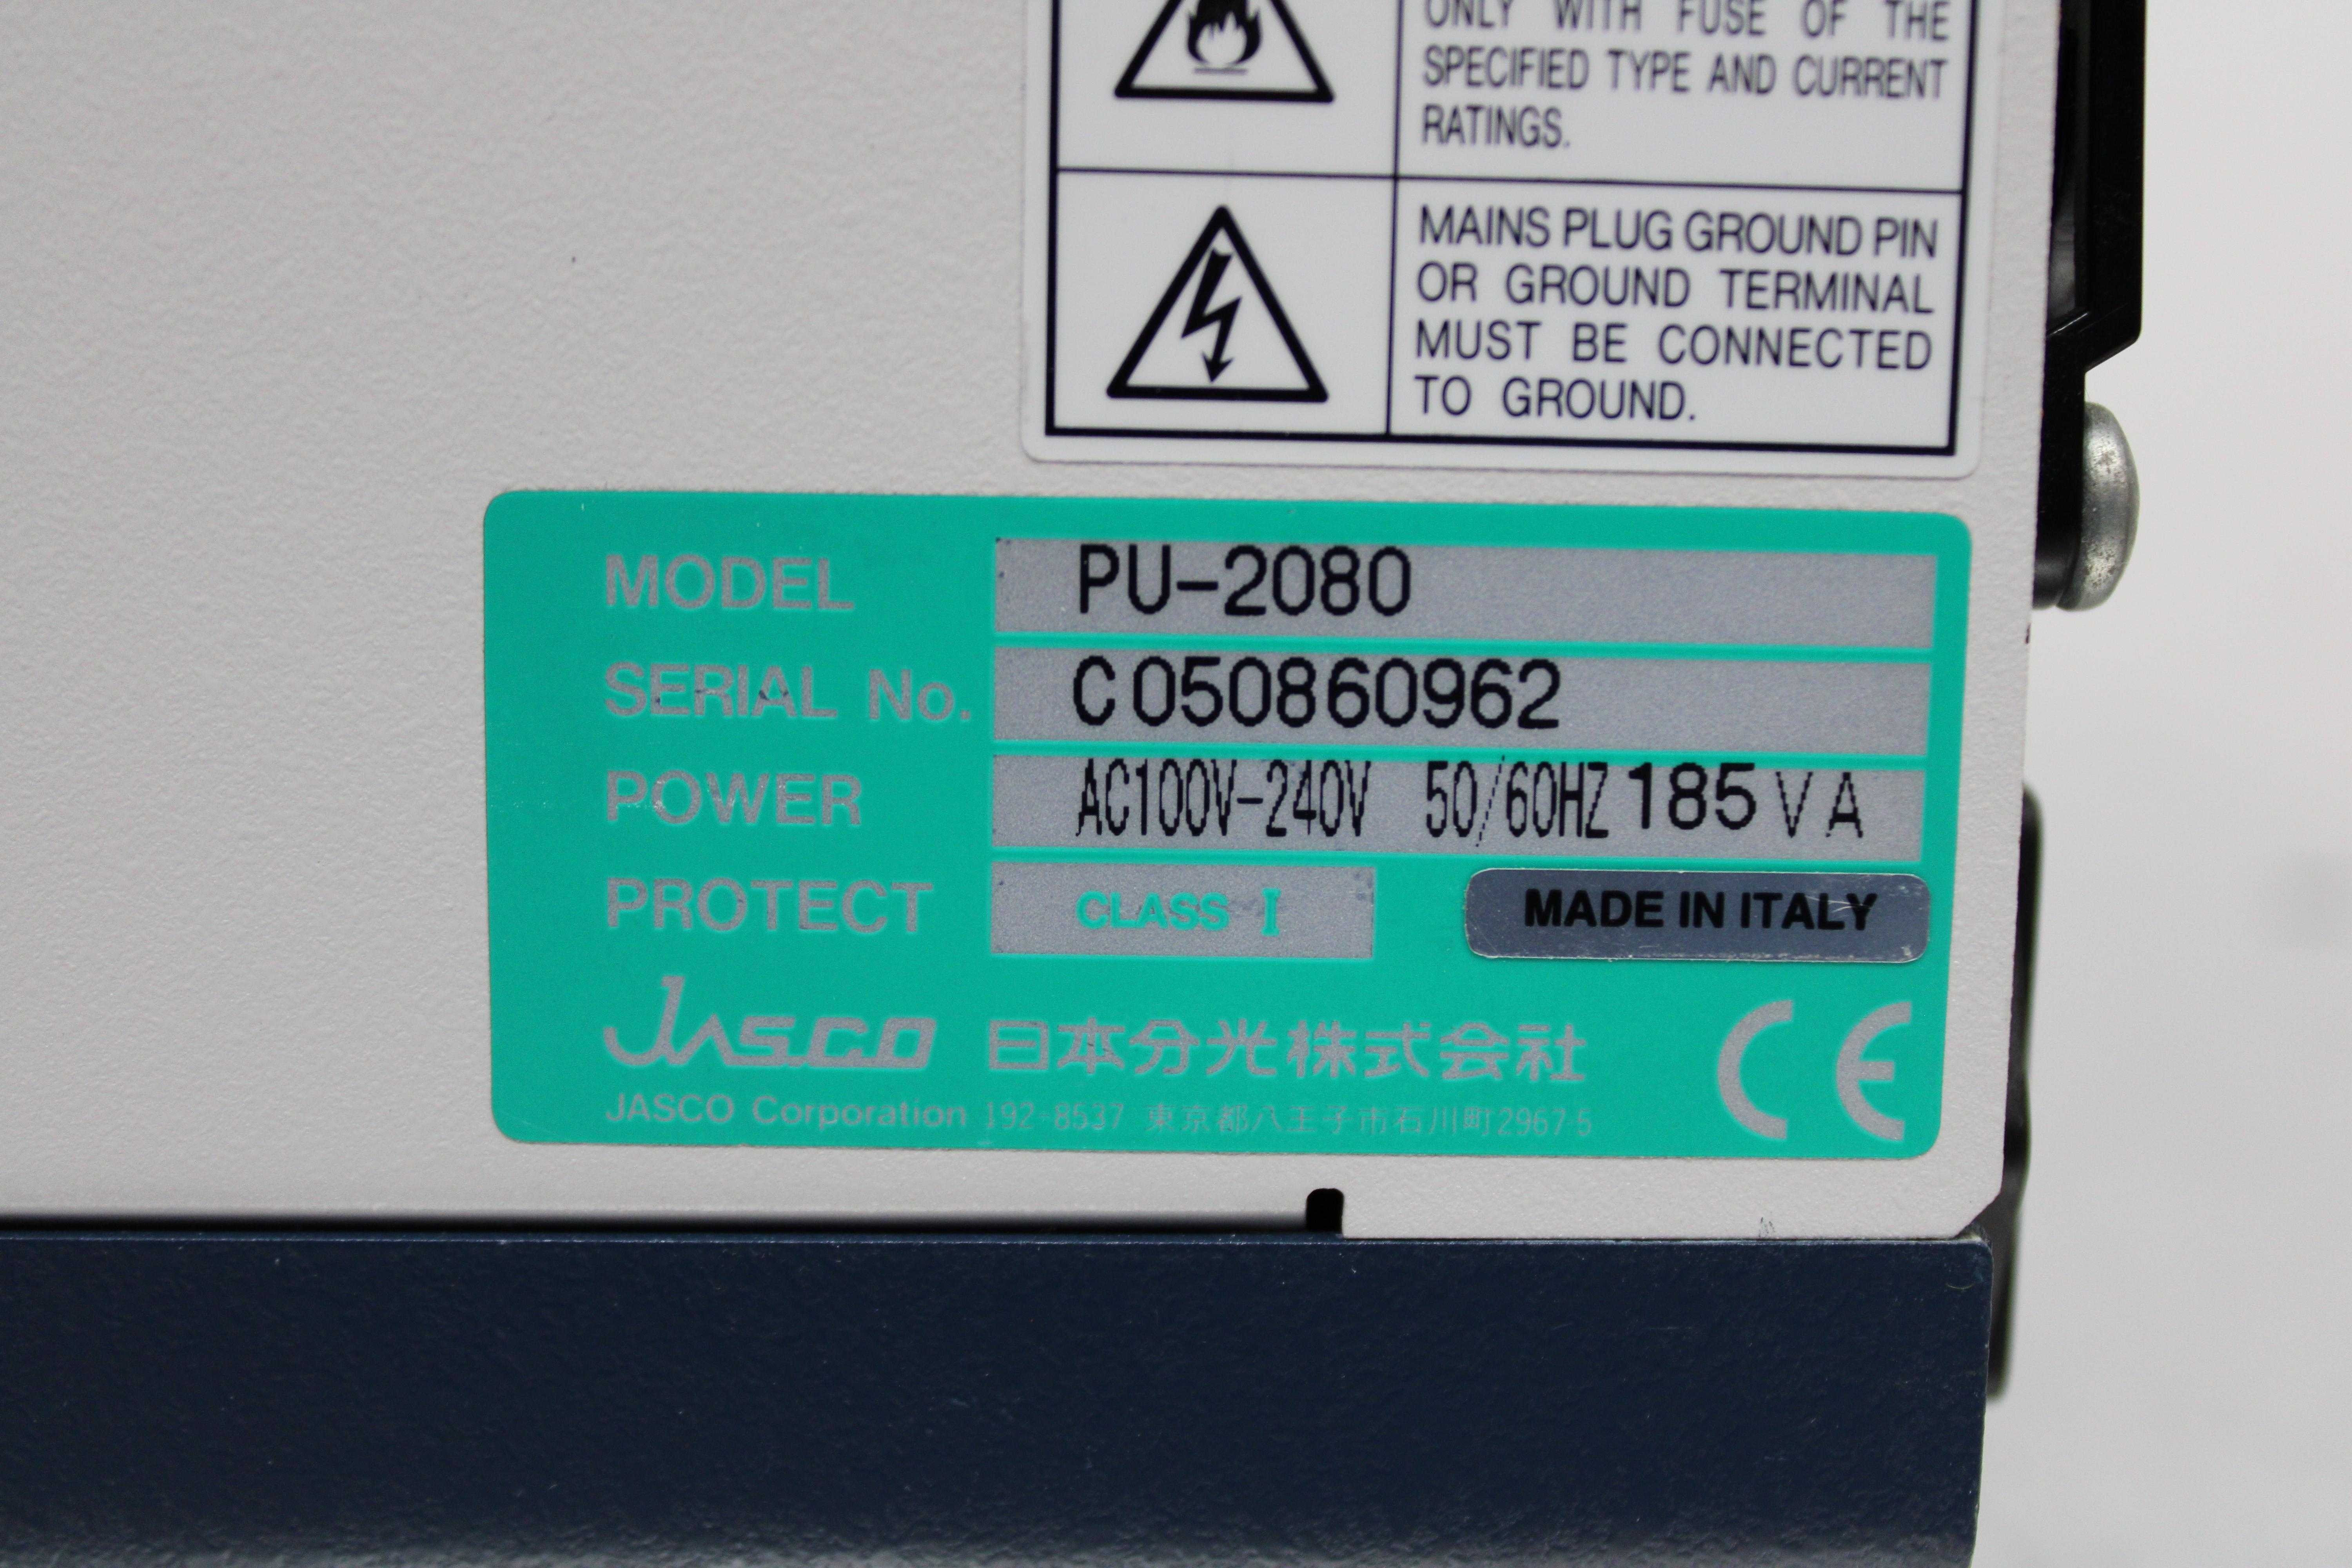 ONLY WITH FUSE OF THE
SPECIFIED TYPE AND CURRENT
RATINGS.
MAINS PLUG GROUND PIN
OR GROUND TERMINAL
MUST BE CONNECTED
TO GROUND.
MODEL PU-2080
SERIAL No. C050860962
POWER AC100V-240V 50/60HZ 185 VA
PROTECT CLASS I MADE IN ITALY
JASCO 日本分光株式会社 CE
JASCO Corporation 192-8537 東京都八王子市石川町2967-5